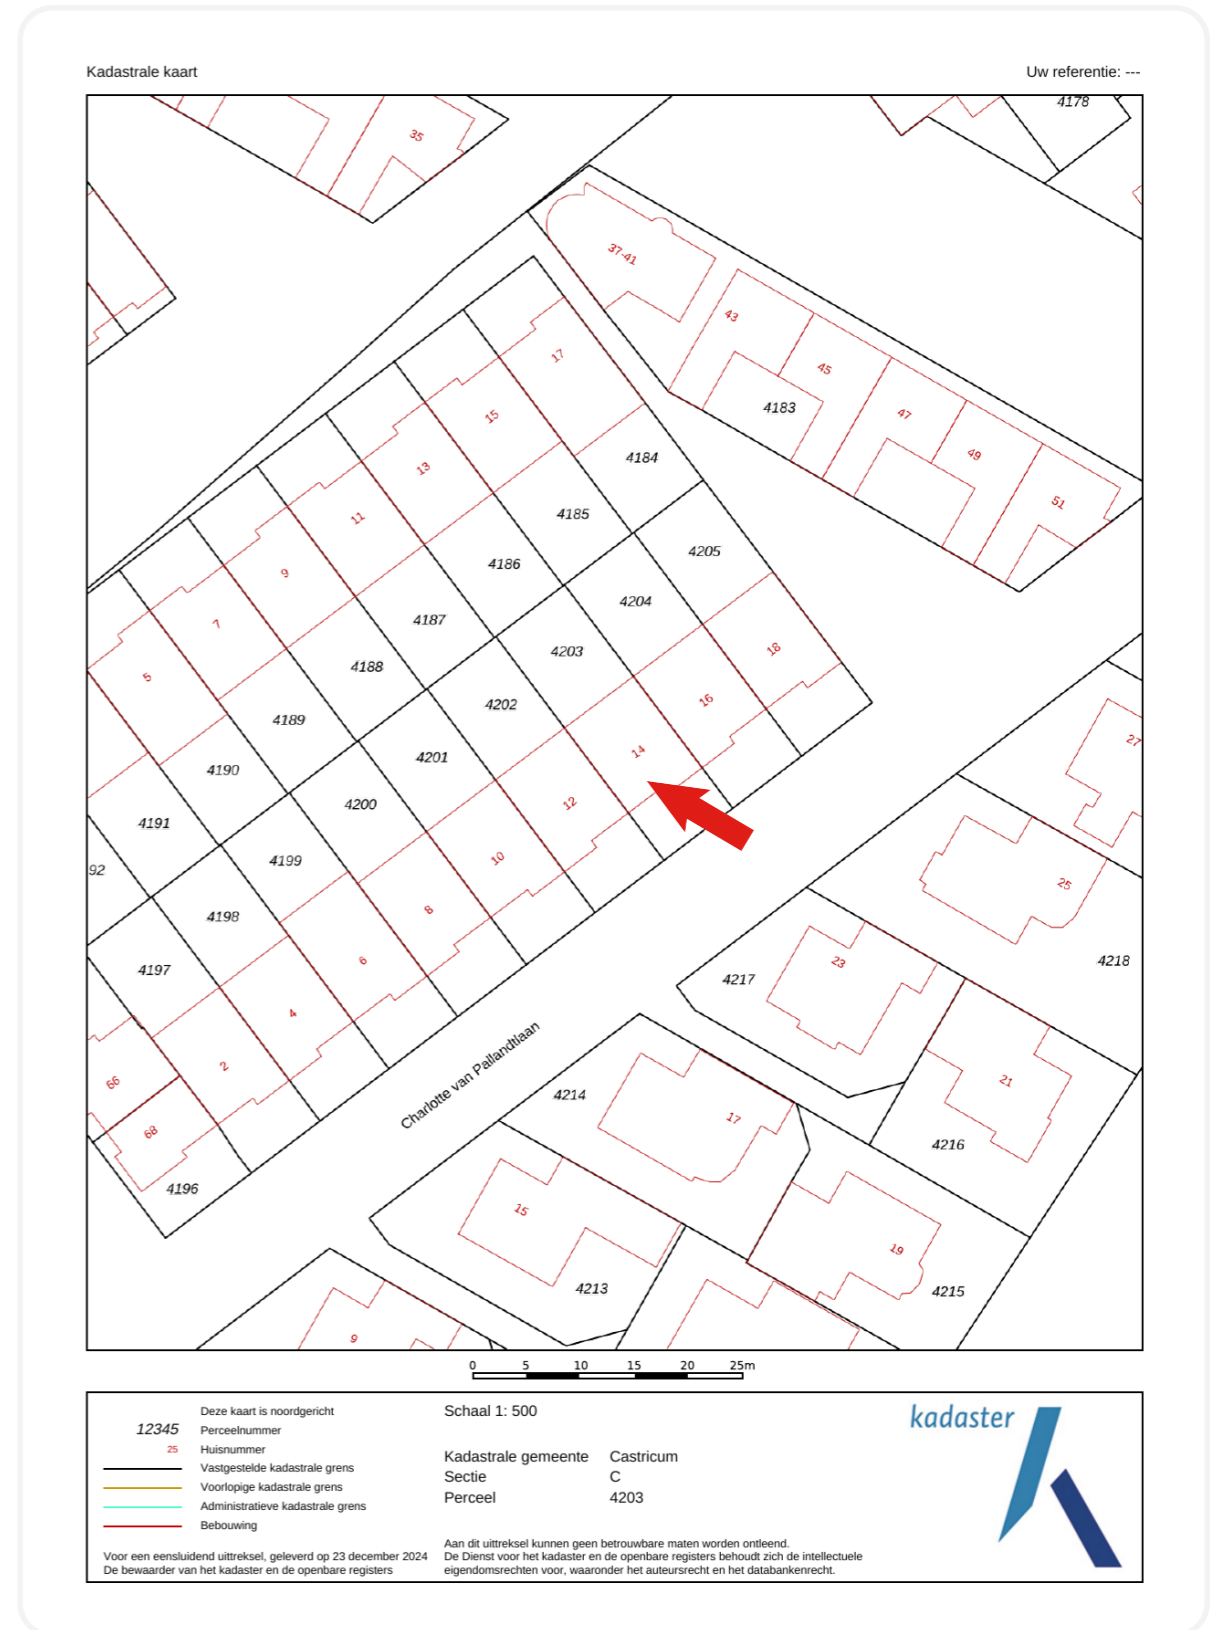 Kadastrale kaart
Uw referentie: ---
4178
35
37-41
43
45
4183
47
49
51
17
15
13
11
9
7
5
4184
4185
4186
4187
4188
4189
4190
4191
92
4205
4204
4203
4202
4201
4200
4199
4198
4197
18
16
14
12
10
8
6
4
2
66
68
4196
27
25
4218
23
4217
21
4216
4214
17
15
4213
19
4215
9
Charlotte van Pallandtlaan
0 5 10 15 20 25m
12345
25
Deze kaart is noordgericht
Perceelnummer
Huisnummer
Vastgestelde kadastrale grens
Voorlopige kadastrale grens
Administratieve kadastrale grens
Bebouwing
Voor een eensluidend uittreksel, geleverd op 23 december 2024
De bewaarder van het kadaster en de openbare registers
Schaal 1: 500
Kadastrale gemeente Castricum
Sectie C
Perceel 4203
Aan dit uittreksel kunnen geen betrouwbare maten worden ontleend.
De Dienst voor het kadaster en de openbare registers behoudt zich de intellectuele
eigendomsrechten voor, waaronder het auteursrecht en het databankenrecht.
kadaster